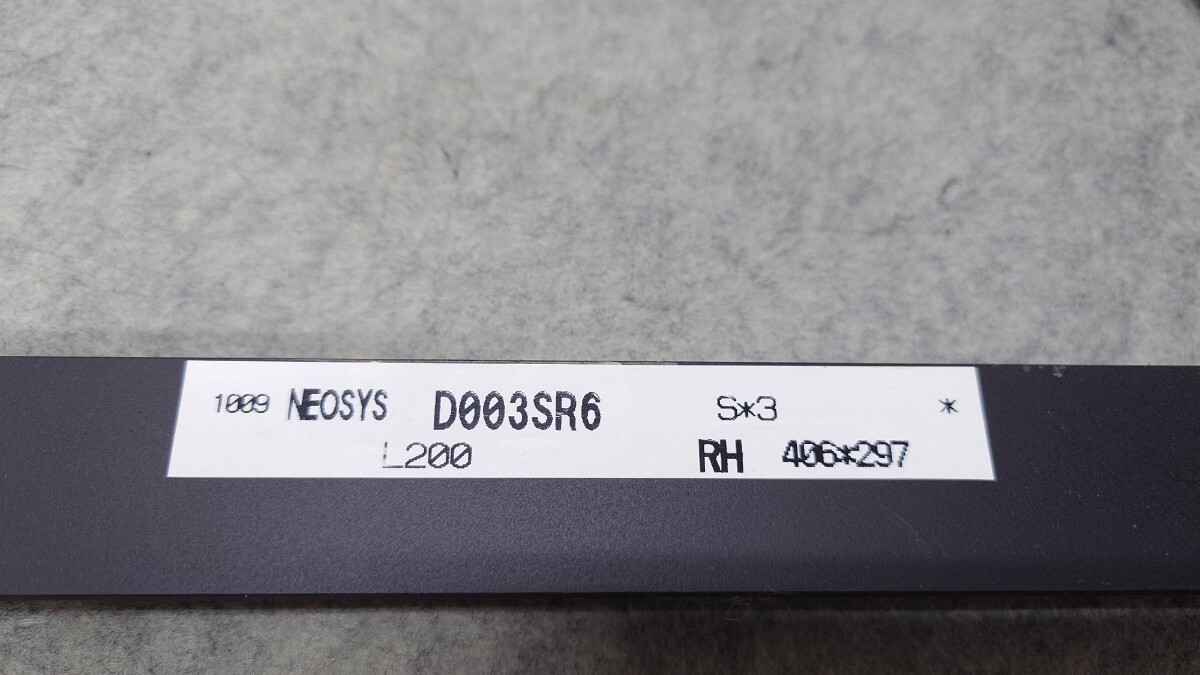 1009 NEOSYS D003SR6 S*3 *
L200 RH 406*297